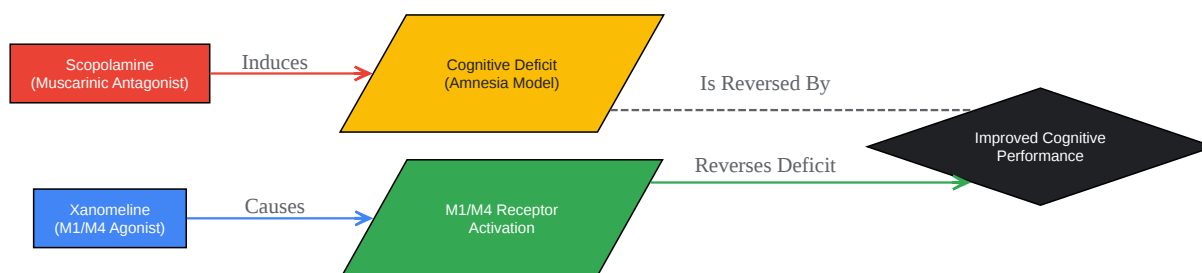 Scopolamine
(Muscarinic Antagonist)
Induces
Cognitive Deficit
(Amnesia Model)
Is Reversed By
Improved Cognitive
Performance
Xanomeline
(M1/M4 Agonist)
Causes
M1/M4 Receptor
Activation
Reverses Deficit